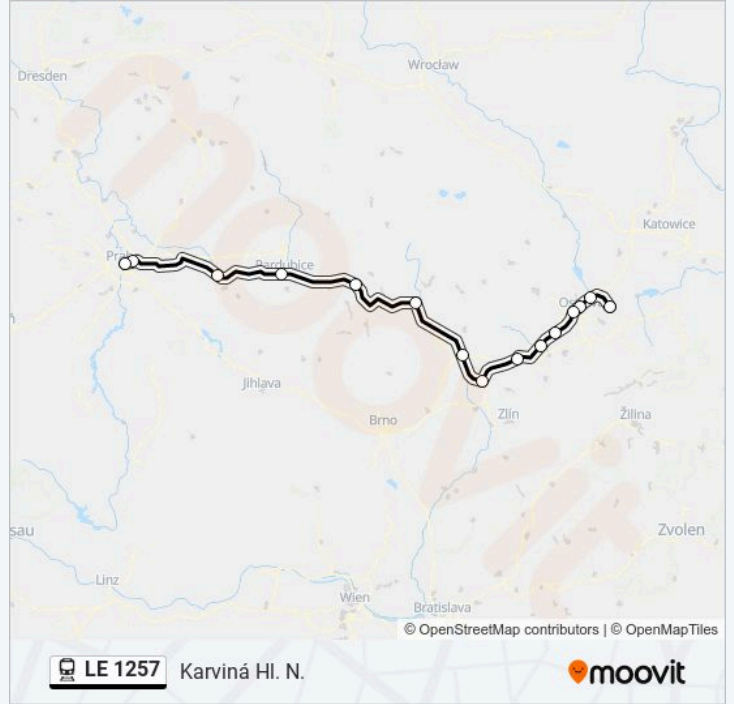 Dresden
Wrocław
Katowice
Pardubice
Jihlava
Zlín
Brno
Žilina
sau
Zvolen
Linz
Wien
Bratislava
© OpenStreetMap contributors | © OpenMapTiles
LE 1257 Karviná Hl. N.
moovit